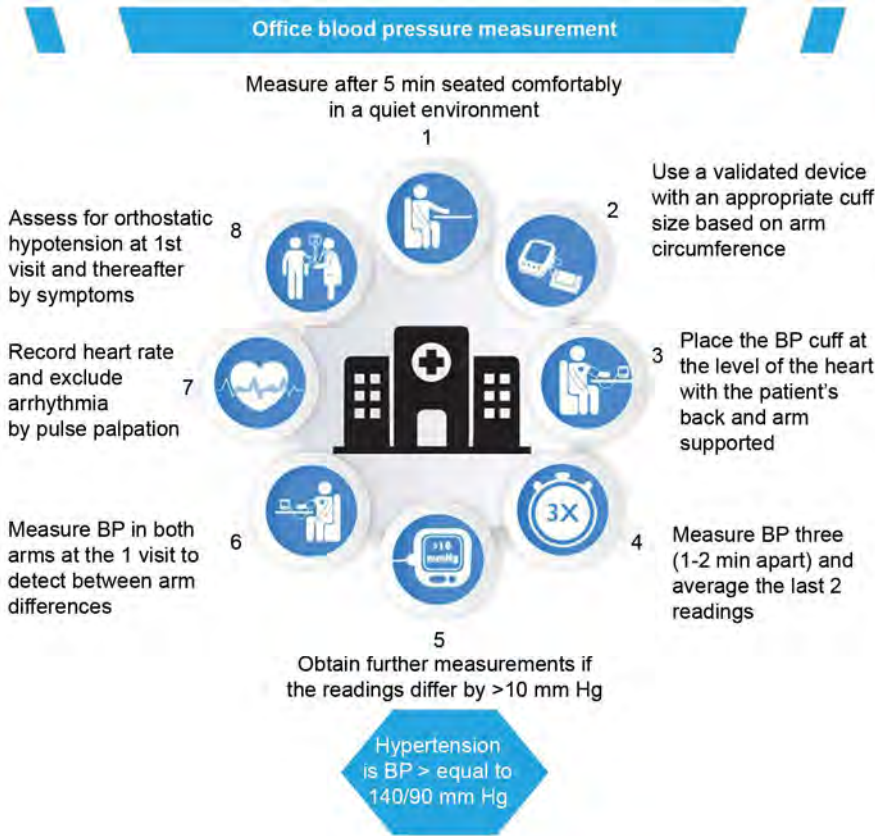 Office blood pressure measurement
Measure after 5 min seated comfortably
in a quiet environment
1
2
Use a validated device
with an appropriate cuff
size based on arm
circumference
3
Place the BP cuff at
the level of the heart
with the patient's
back and arm
supported
3X
4
Measure BP three
(1-2 min apart) and
average the last 2
readings
>10
mmHg
5
Obtain further measurements if
the readings differ by >10 mm Hg
6
Measure BP in both
arms at the 1 visit to
detect between arm
differences
7
Record heart rate
and exclude
arrhythmia
by pulse palpation
8
Assess for orthostatic
hypotension at 1st
visit and thereafter
by symptoms
Hypertension
is BP > equal to
140/90 mm Hg